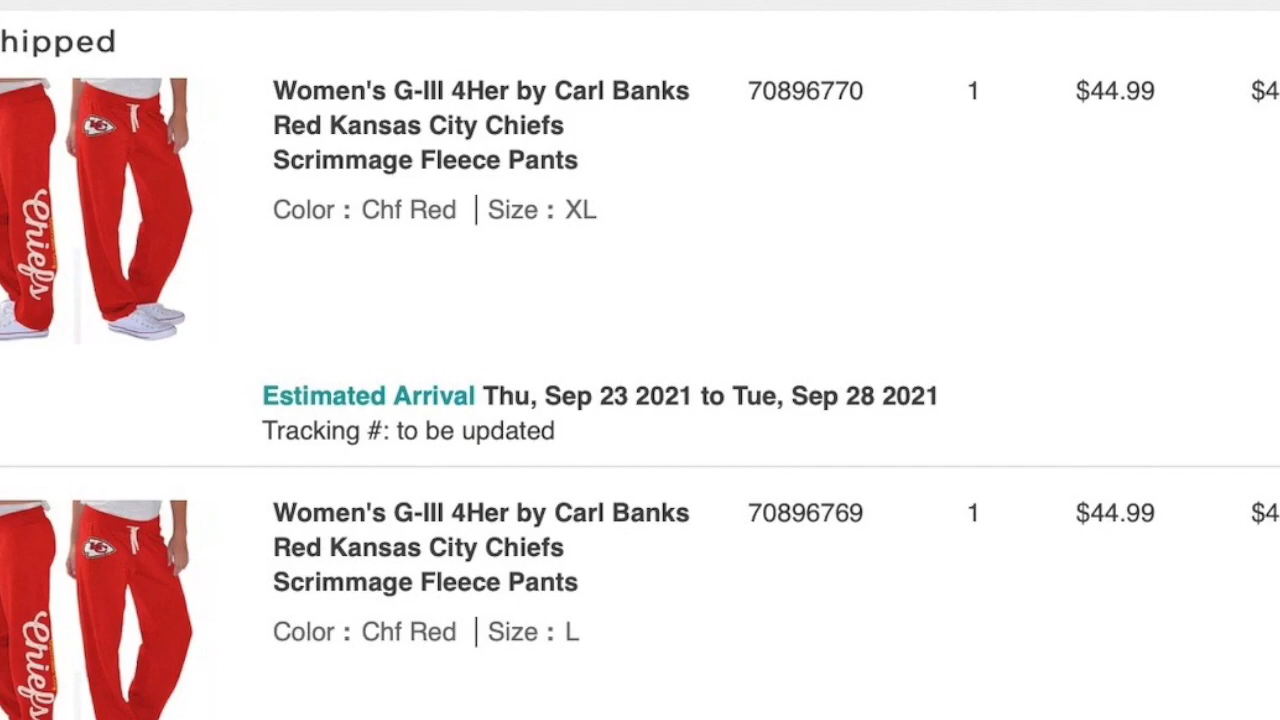 hipped
Women's G-III 4Her by Carl Banks 70896770 1 $44.99 $4
Red Kansas City Chiefs
Scrimmage Fleece Pants
Color : Chf Red | Size : XL
Chiefs
KC
Estimated Arrival Thu, Sep 23 2021 to Tue, Sep 28 2021
Tracking #: to be updated
Women's G-III 4Her by Carl Banks 70896769 1 $44.99 $4
Red Kansas City Chiefs
Scrimmage Fleece Pants
Color : Chf Red | Size : L
Chiefs
KC